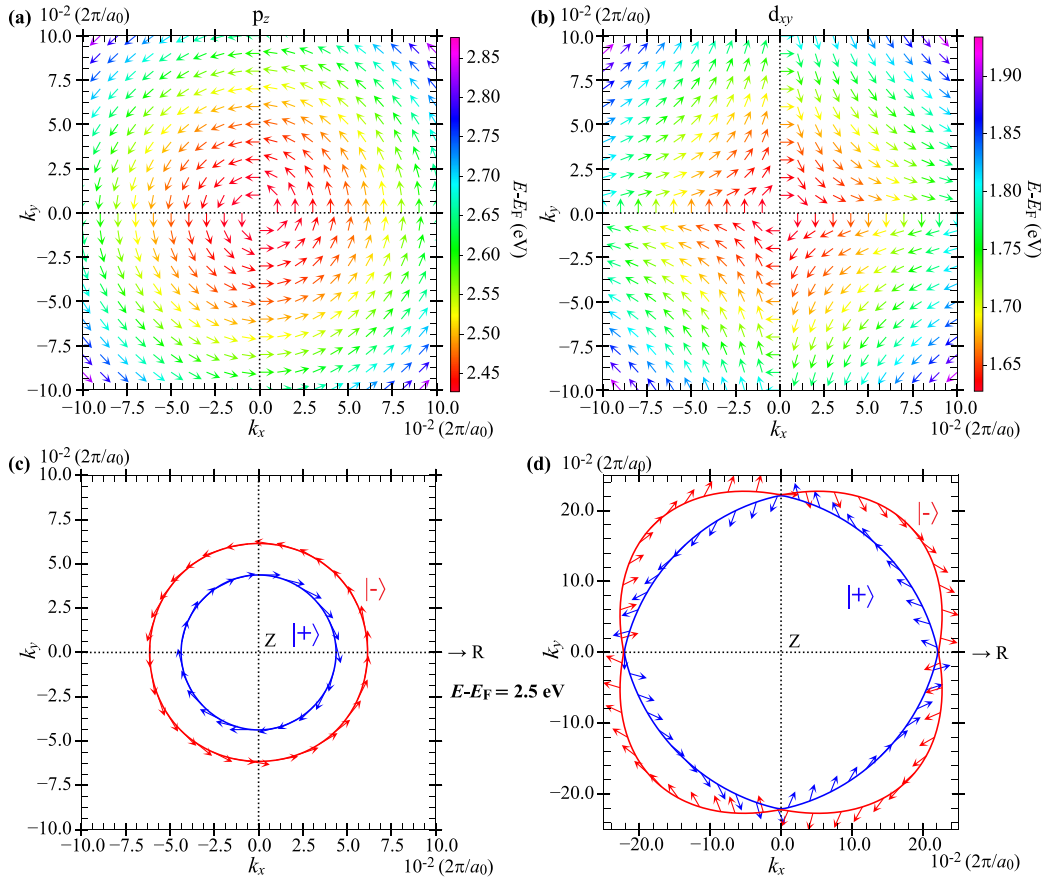 (a) 10⁻² (2π/a₀) p_z
10.0
7.5
5.0
2.5
0.0
−2.5
−5.0
−7.5
−10.0
k_y
−10.0 −7.5 −5.0 −2.5 0.0 2.5 5.0 7.5 10.0
k_x 10⁻² (2π/a₀)
2.85
2.80
2.75
2.70
2.65
2.60
2.55
2.50
2.45
E-E_F (eV)
(b) 10⁻² (2π/a₀) d_xy
10.0
7.5
5.0
2.5
0.0
−2.5
−5.0
−7.5
−10.0
k_y
−10.0 −7.5 −5.0 −2.5 0.0 2.5 5.0 7.5 10.0
k_x 10⁻² (2π/a₀)
1.90
1.85
1.80
1.75
1.70
1.65
E-E_F (eV)
(c) 10⁻² (2π/a₀)
10.0
7.5
5.0
2.5
0.0
−2.5
−5.0
−7.5
−10.0
k_y
|-⟩
|+⟩
Z
→ R
−10.0 −7.5 −5.0 −2.5 0.0 2.5 5.0 7.5 10.0
k_x 10⁻² (2π/a₀)
E-E_F = 2.5 eV
(d) 10⁻² (2π/a₀)
20.0
10.0
0.0
−10.0
−20.0
k_y
|-⟩
|+⟩
Z
→ R
−20.0 −10.0 0.0 10.0 20.0
k_x 10⁻² (2π/a₀)